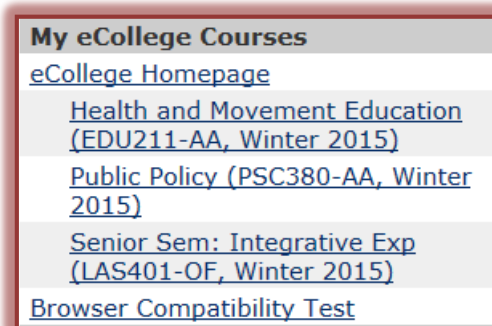 My eCollege Courses
eCollege Homepage
Health and Movement Education
(EDU211-AA, Winter 2015)
Public Policy (PSC380-AA, Winter
2015)
Senior Sem: Integrative Exp
(LAS401-OF, Winter 2015)
Browser Compatibility Test